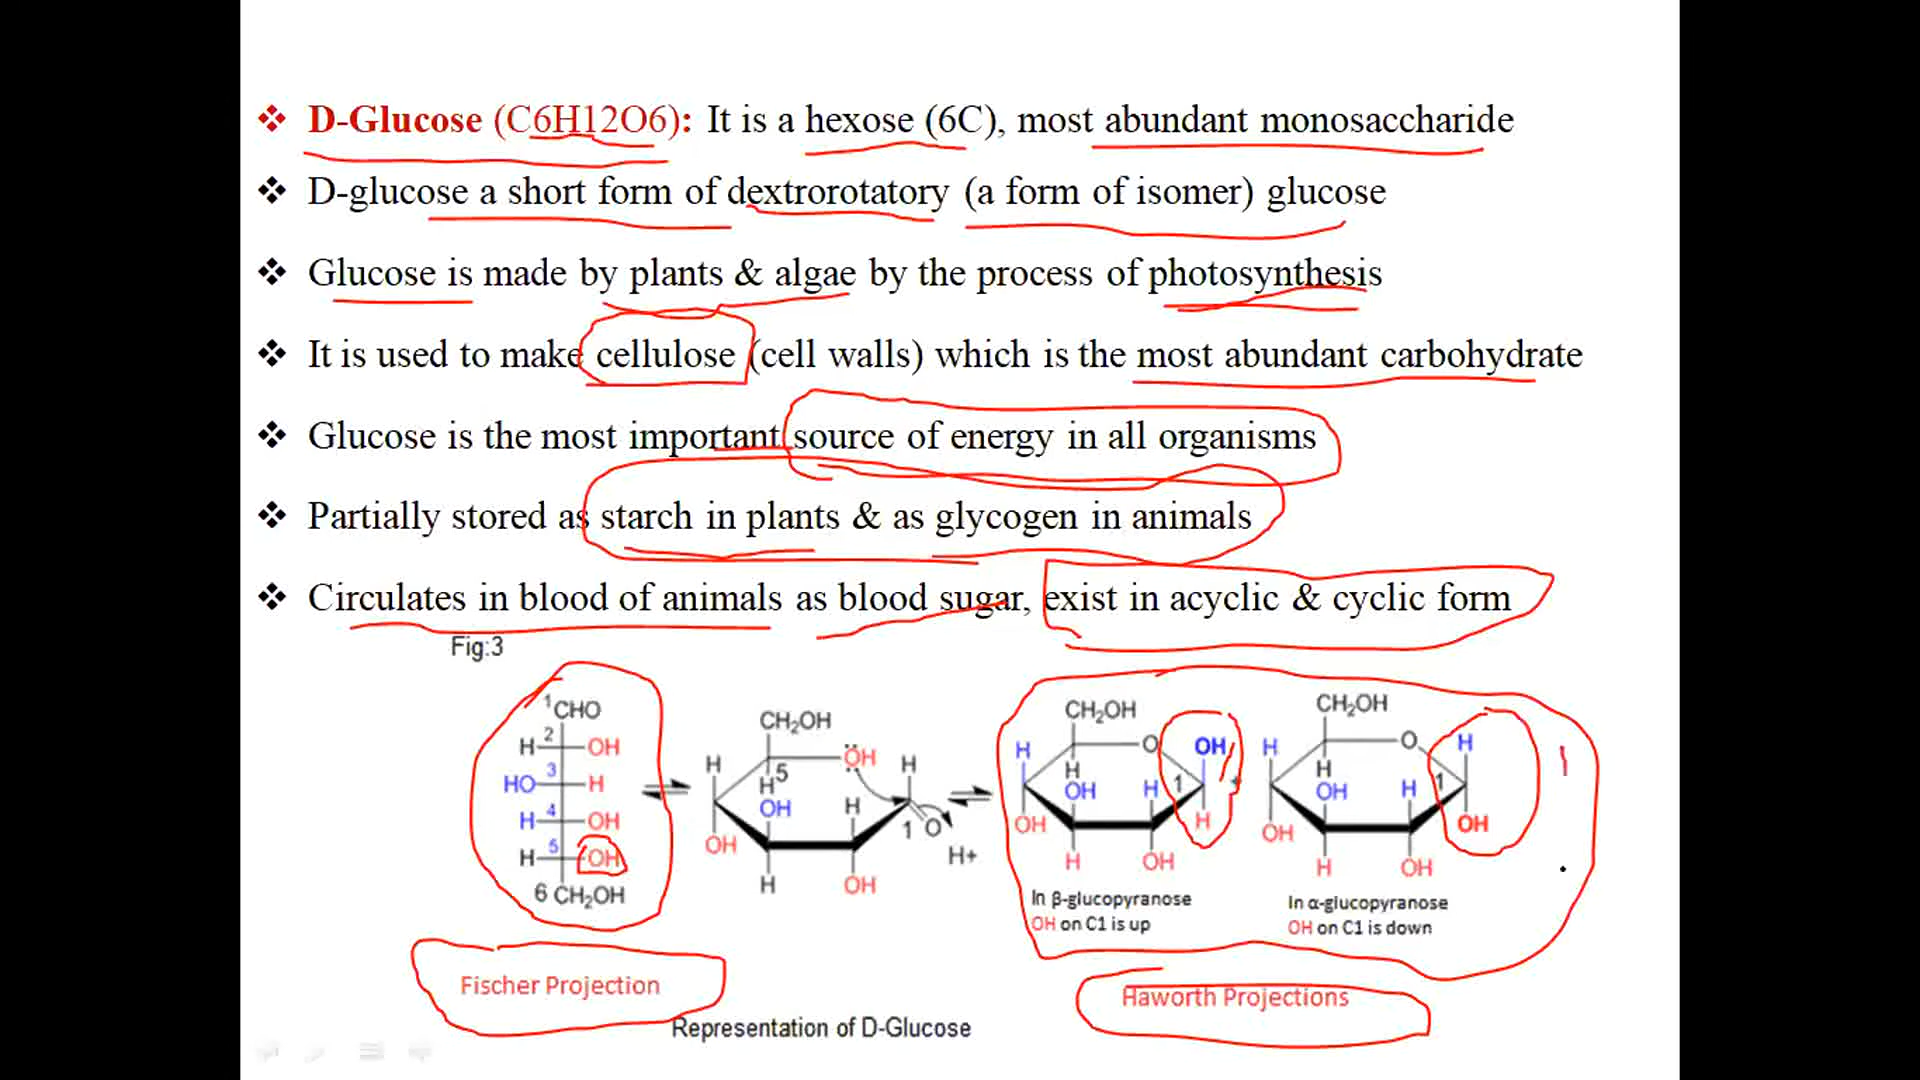 ❖ D-Glucose (C6H12O6): It is a hexose (6C), most abundant monosaccharide
❖ D-glucose a short form of dextrorotatory (a form of isomer) glucose
❖ Glucose is made by plants & algae by the process of photosynthesis
❖ It is used to make cellulose (cell walls) which is the most abundant carbohydrate
❖ Glucose is the most important source of energy in all organisms
❖ Partially stored as starch in plants & as glycogen in animals
❖ Circulates in blood of animals as blood sugar, exist in acyclic & cyclic form
Fig:3
1 CHO
H 2 OH
HO 3 H
H 4 OH
H 5 OH
6 CH₂OH
CH₂OH
H 5 OH H
H
OH H
OH 1 O
H+
H OH
CH₂OH
H O OH
H
OH H 1
OH H
H OH
In β-glucopyranose
OH on C1 is up
+
CH₂OH
H O H
H
OH H 1
OH OH
H OH
In α-glucopyranose
OH on C1 is down
Fischer Projection
Haworth Projections
Representation of D-Glucose